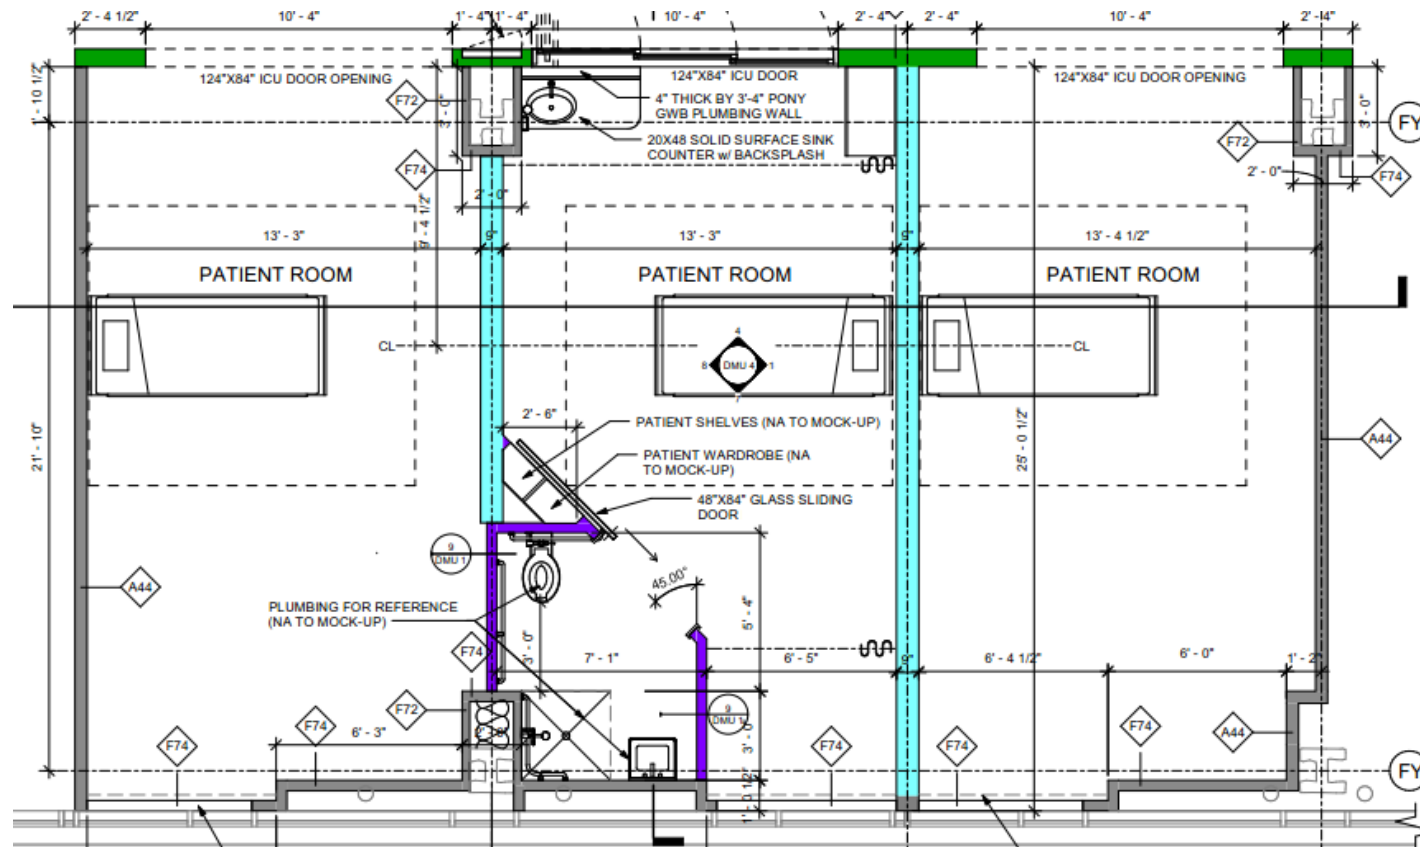 2' - 4 1/2"
10' - 4"
1' - 4"
1' - 4"
10' - 4"
2' - 4"
2' - 4"
10' - 4"
2' - 4"
124"X84" ICU DOOR OPENING
124"X84" ICU DOOR
124"X84" ICU DOOR OPENING
4" THICK BY 3'-4" PONY
GWB PLUMBING WALL
20X48 SOLID SURFACE SINK
COUNTER w/ BACKSPLASH
10 1/2"
F72
3' - 0"
F74
2' - 0"
9' - 4 1/2"
3' - 0"
FY
F72
F74
2' - 0"
13' - 3"
9"
13' - 3"
9"
13' - 4 1/2"
PATIENT ROOM
PATIENT ROOM
PATIENT ROOM
CL
4
8
DMU 4
1
7
CL
2' - 6"
PATIENT SHELVES (NA TO MOCK-UP)
PATIENT WARDROBE (NA
TO MOCK-UP)
48"X84" GLASS SLIDING
DOOR
21' - 10"
25' - 0 1/2"
A44
9
DMU 1
45.00°
A44
PLUMBING FOR REFERENCE
(NA TO MOCK-UP)
5' - 4"
3' - 0"
F74
7' - 1"
6' - 5"
9"
6' - 4 1/2"
6' - 0"
1' - 2"
F72
9
DMU 1
F74
F74
6' - 3"
3' - 0"
F74
F74
F74
A44
FY
1' - 0 1/2"